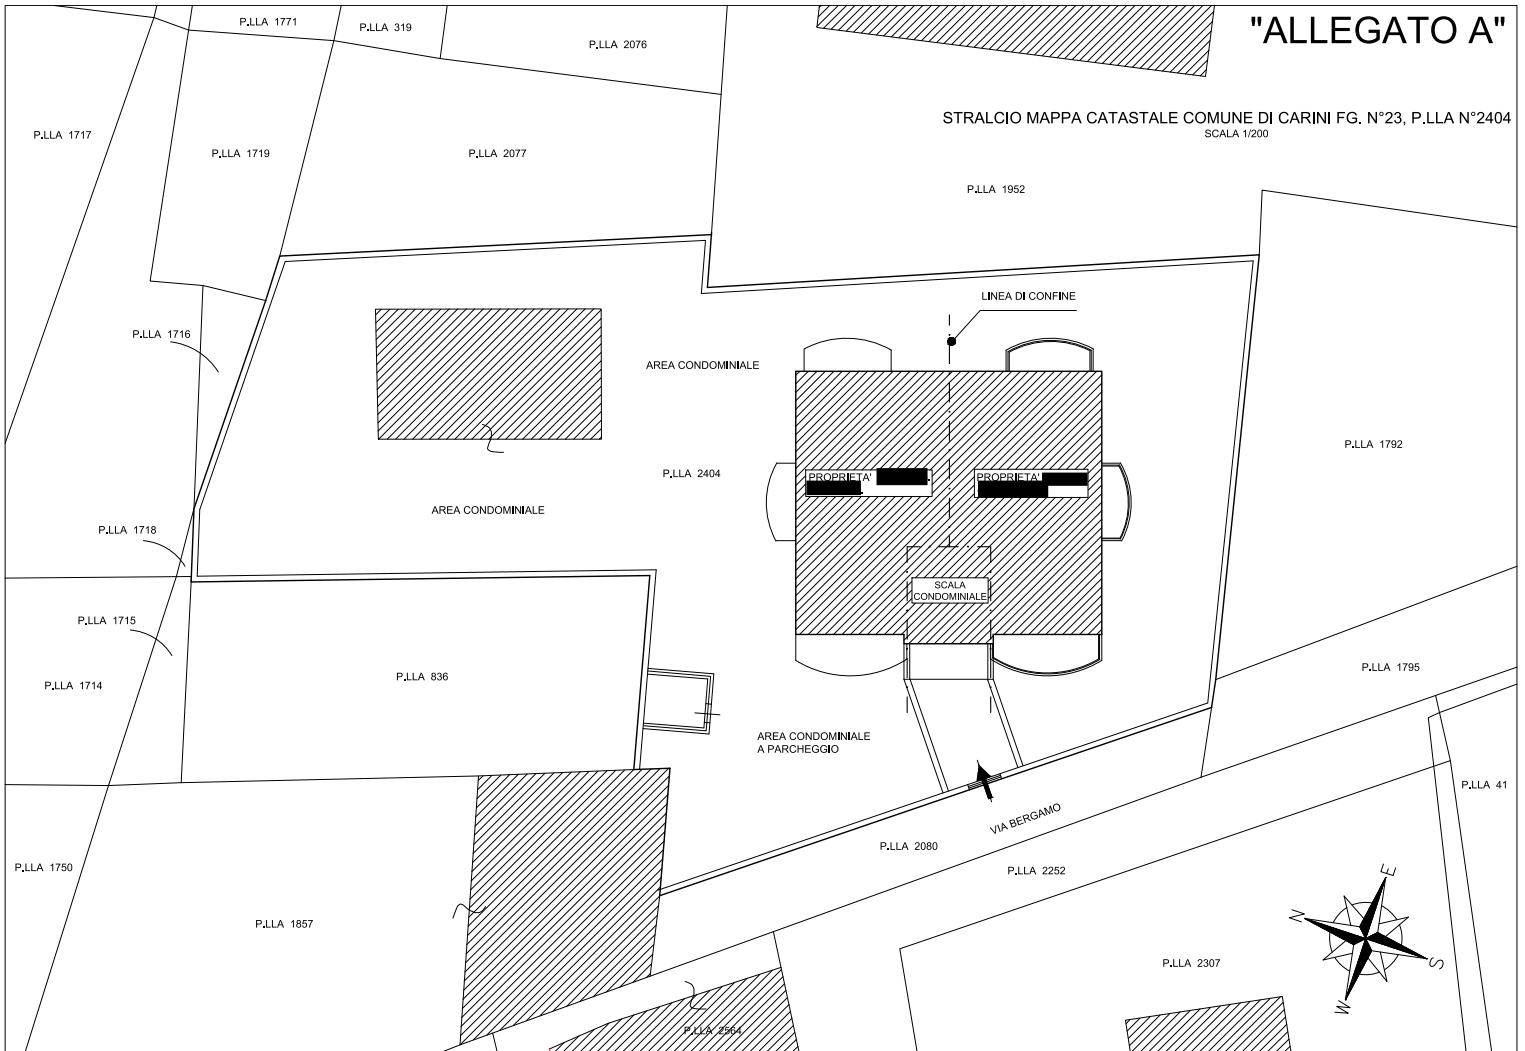 "ALLEGATO A"
P.LLA 1771
P.LLA 319
P.LLA 2076
STRALCIO MAPPA CATASTALE COMUNE DI CARINI FG. N°23, P.LLA N°2404
SCALA 1/200
P.LLA 1717
P.LLA 1719
P.LLA 2077
P.LLA 1952
LINEA DI CONFINE
P.LLA 1716
AREA CONDOMINIALE
P.LLA 1792
P.LLA 2404
PROPRIETA'
PROPRIETA'
AREA CONDOMINIALE
P.LLA 1718
SCALA
CONDOMINIALE
P.LLA 1715
P.LLA 1714
P.LLA 836
P.LLA 1795
AREA CONDOMINIALE
A PARCHEGGIO
P.LLA 41
VIA BERGAMO
P.LLA 2080
P.LLA 1750
P.LLA 2252
P.LLA 1857
P.LLA 2307
P.LLA 2564
E
N
S
W